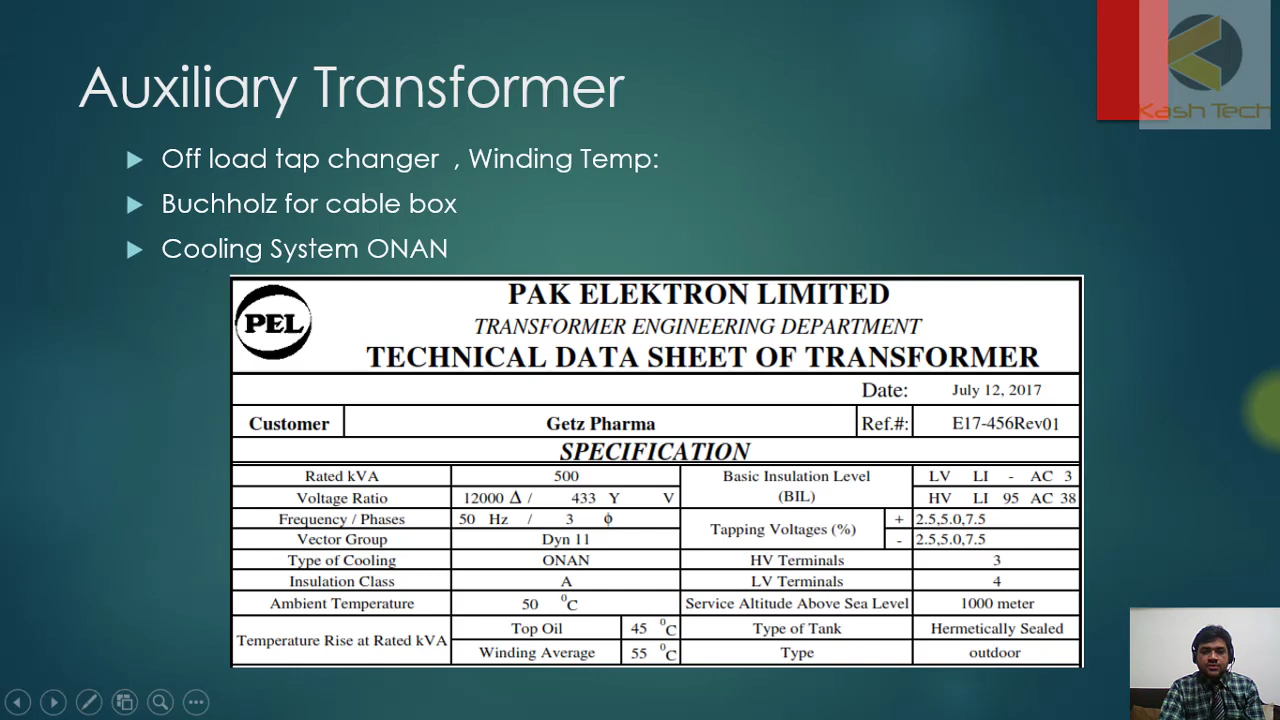 Kash Tech
Auxiliary Transformer
Off load tap changer , Winding Temp:
Buchholz for cable box
Cooling System ONAN
PEL
PAK ELEKTRON LIMITED
TRANSFORMER ENGINEERING DEPARTMENT
TECHNICAL DATA SHEET OF TRANSFORMER
Date: July 12, 2017
Customer Getz Pharma Ref.#: E17-456Rev01
SPECIFICATION
Rated kVA 500 Basic Insulation Level (BIL) LV LI - AC 3
Voltage Ratio 12000 Δ / 433 Y V HV LI 95 AC 38
Frequency / Phases 50 Hz / 3 ϕ Tapping Voltages (%) + 2.5,5.0,7.5
Vector Group Dyn 11 - 2.5,5.0,7.5
Type of Cooling ONAN HV Terminals 3
Insulation Class A LV Terminals 4
Ambient Temperature 50 ⁰C Service Altitude Above Sea Level 1000 meter
Temperature Rise at Rated kVA Top Oil 45 ⁰C Type of Tank Hermetically Sealed
Winding Average 55 ⁰C Type outdoor